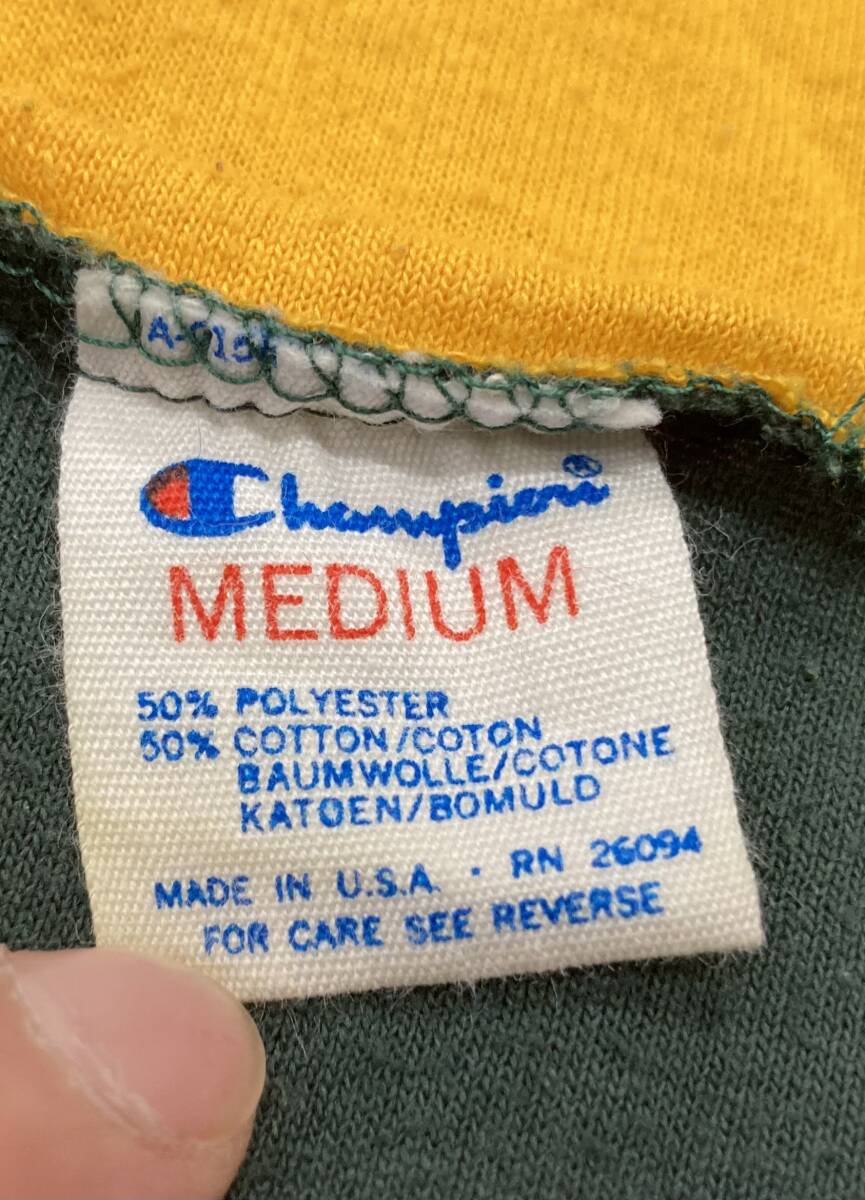 Champion®
MEDIUM
50% POLYESTER
50% COTTON/COTON
BAUMWOLLE/COTONE
KATOEN/BOMULD
MADE IN U.S.A. · RN 26094
FOR CARE SEE REVERSE